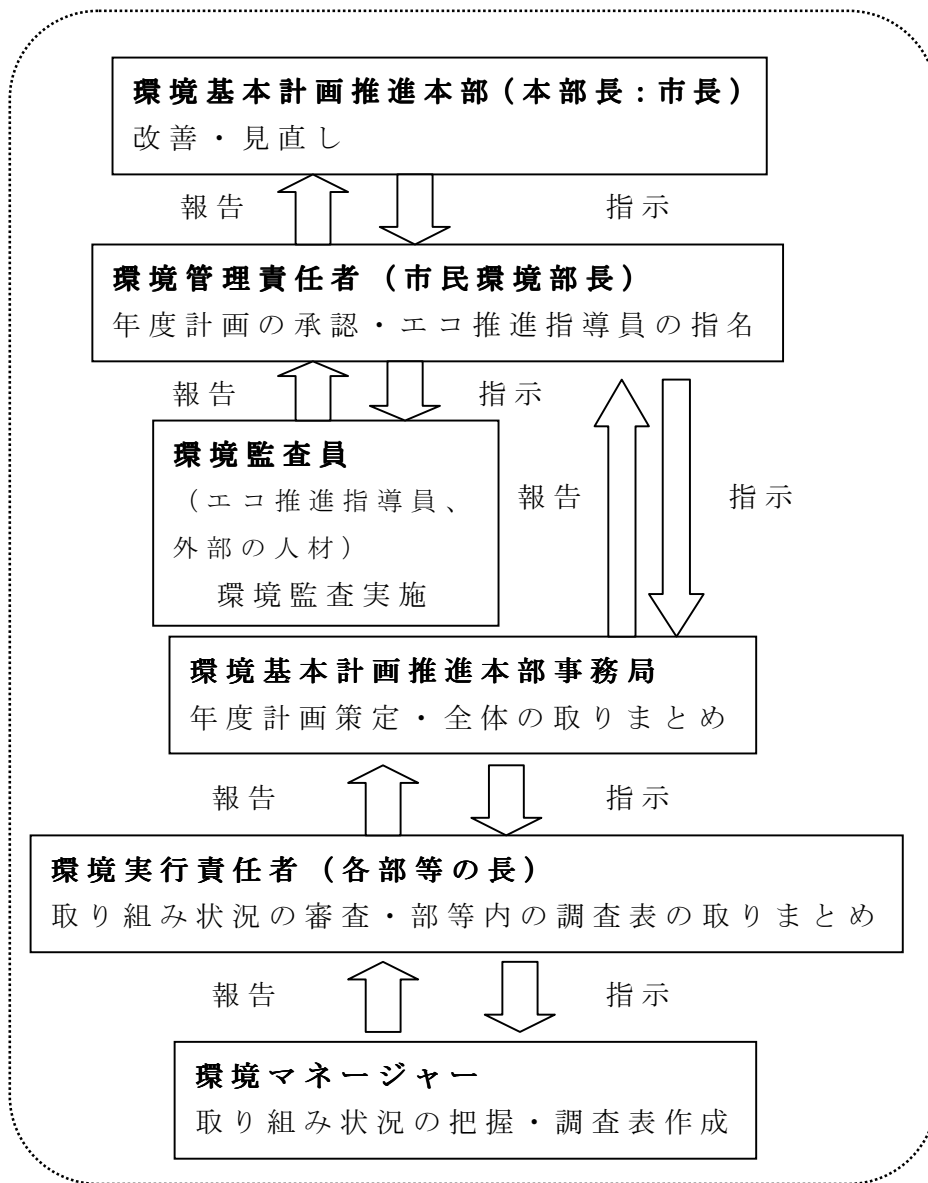 環境基本計画推進本部(本部長:市長)
改善・見直し
報告
指示
環境管理責任者(市民環境部長)
年度計画の承認・エコ推進指導員の指名
報告
指示
環境監査員
(エコ推進指導員、
外部の人材)
環境監査実施
報告
指示
環境基本計画推進本部事務局
年度計画策定・全体の取りまとめ
報告
指示
環境実行責任者(各部等の長)
取り組み状況の審査・部等内の調査表の取りまとめ
報告
指示
環境マネージャー
取り組み状況の把握・調査表作成